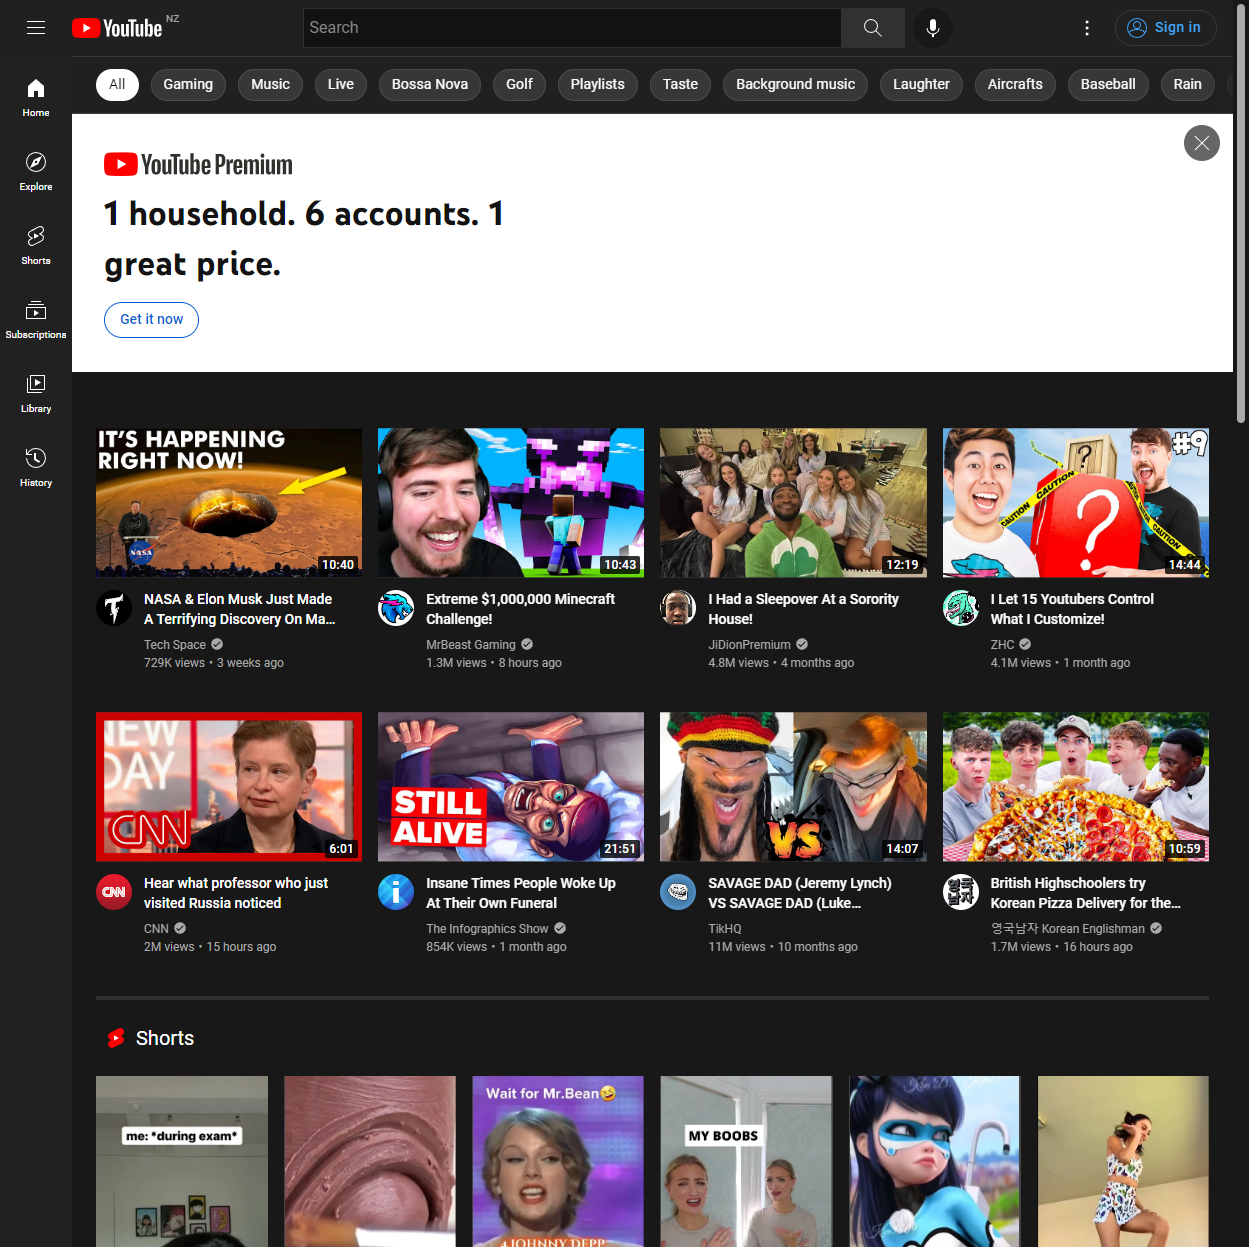 YouTube NZ
Search
Sign in
All Gaming Music Live Bossa Nova Golf Playlists Taste Background music Laughter Aircrafts Baseball Rain
Home
Explore
Shorts
Subscriptions
Library
History
YouTube Premium
1 household. 6 accounts. 1
great price.
Get it now
IT'S HAPPENING
RIGHT NOW!
NASA
10:40
NASA & Elon Musk Just Made
A Terrifying Discovery On Ma...
Tech Space
729K views • 3 weeks ago
10:43
Extreme $1,000,000 Minecraft
Challenge!
MrBeast Gaming
1.3M views • 8 hours ago
12:19
I Had a Sleepover At a Sorority
House!
JiDionPremium
4.8M views • 4 months ago
#9
?
?
CAUTION CAUTION
CAUTION
14:44
I Let 15 Youtubers Control
What I Customize!
ZHC
4.1M views • 1 month ago
NEW
DAY
CNN
6:01
CNN
Hear what professor who just
visited Russia noticed
CNN
2M views • 15 hours ago
STILL
ALIVE
21:51
i
Insane Times People Woke Up
At Their Own Funeral
The Infographics Show
854K views • 1 month ago
VS
14:07
SAVAGE DAD (Jeremy Lynch)
VS SAVAGE DAD (Luke...
TikHQ
11M views • 10 months ago
10:59
영국
남자
British Highschoolers try
Korean Pizza Delivery for the...
영국남자 Korean Englishman
1.7M views • 16 hours ago
Shorts
me: *during exam*
Wait for Mr.Bean🤣
JOHNNY DEPP
MY BOOBS